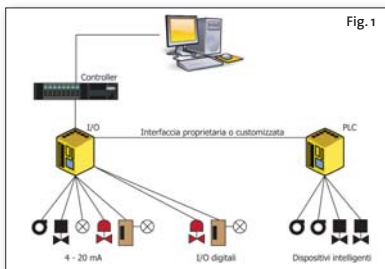 Fig. 1
Controller
I/O
Interfaccia proprietaria o customizzata
PLC
4 - 20 mA
I/O digitali
Dispositivi intelligenti